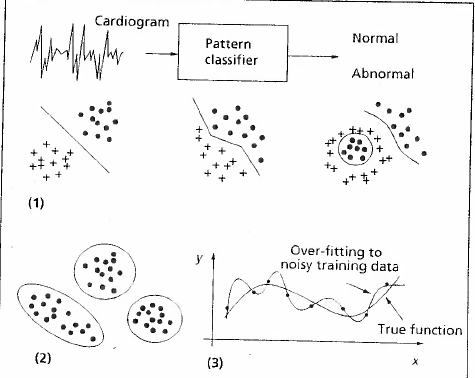 Cardiogram
Pattern
classifier
Normal
Abnormal
(1)
(2)
y
Over-fitting to
noisy training data
True function
(3)
x